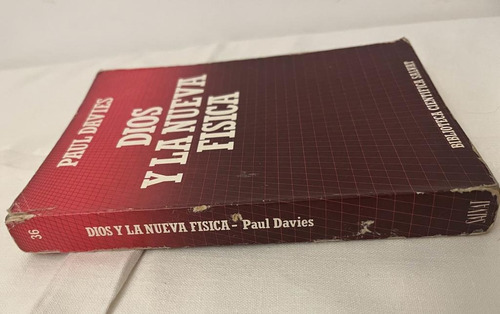 PAUL DAVIES
DIOS
Y LA NUEVA
FISICA
BIBLIOTECA CIENTIFICA SALVAT
36
DIOS Y LA NUEVA FISICA - Paul Davies
SALVAT